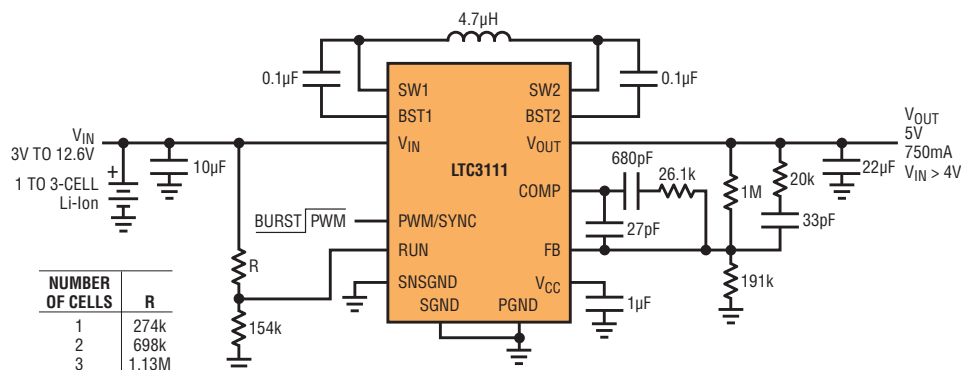 4.7µH
0.1µF
0.1µF
SW1
SW2
BST1
BST2
VIN
3V TO 12.6V
VIN
VOUT
VOUT
5V
750mA
VIN > 4V
LTC3111
10µF
1 TO 3-CELL
Li-Ion
+
COMP
680pF
26.1k
1M
20k
22µF
27pF
33pF
BURST PWM
PWM/SYNC
RUN
FB
R
191k
SNSGND
VCC
1µF
SGND
PGND
154k
NUMBER
OF CELLS R
1 274k
2 698k
3 1.13M